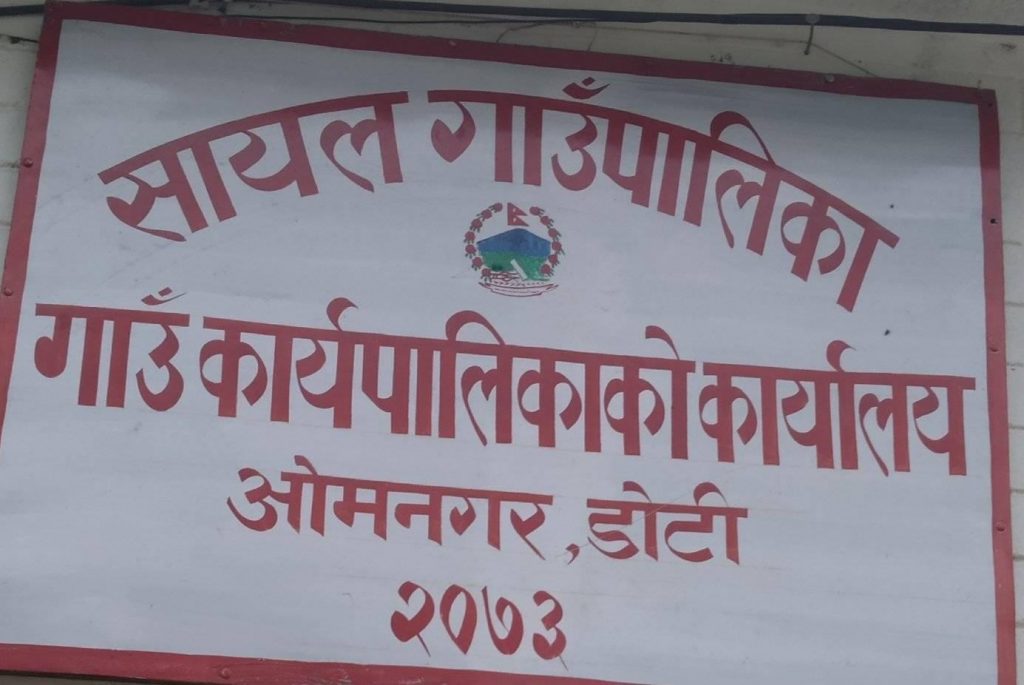 सायल गाउँपालिका
गाउँ कार्यपालिकाको कार्यालय
ओमनगर, डोटी
२०७३